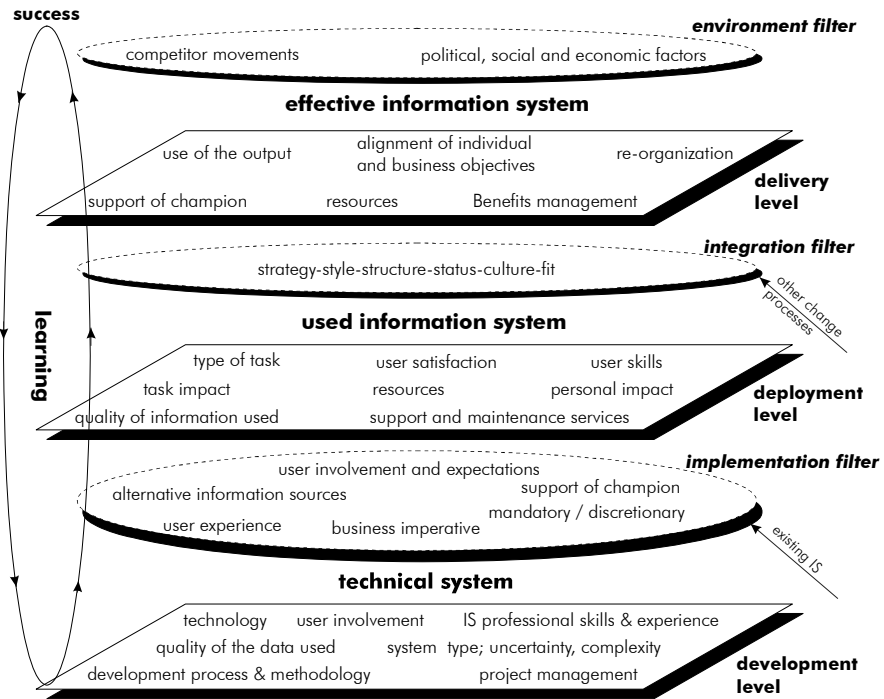 success
environment filter
competitor movements
political, social and economic factors
effective information system
use of the output
alignment of individual
and business objectives
re-organization
support of champion
resources
Benefits management
delivery
level
integration filter
strategy-style-structure-status-culture-fit
other change
processes
used information system
learning
type of task
user satisfaction
user skills
task impact
resources
personal impact
quality of information used
support and maintenance services
deployment
level
implementation filter
user involvement and expectations
alternative information sources
support of champion
mandatory / discretionary
user experience
business imperative
existing IS
technical system
technology
user involvement
IS professional skills & experience
quality of the data used
system type; uncertainty, complexity
development process & methodology
project management
development
level